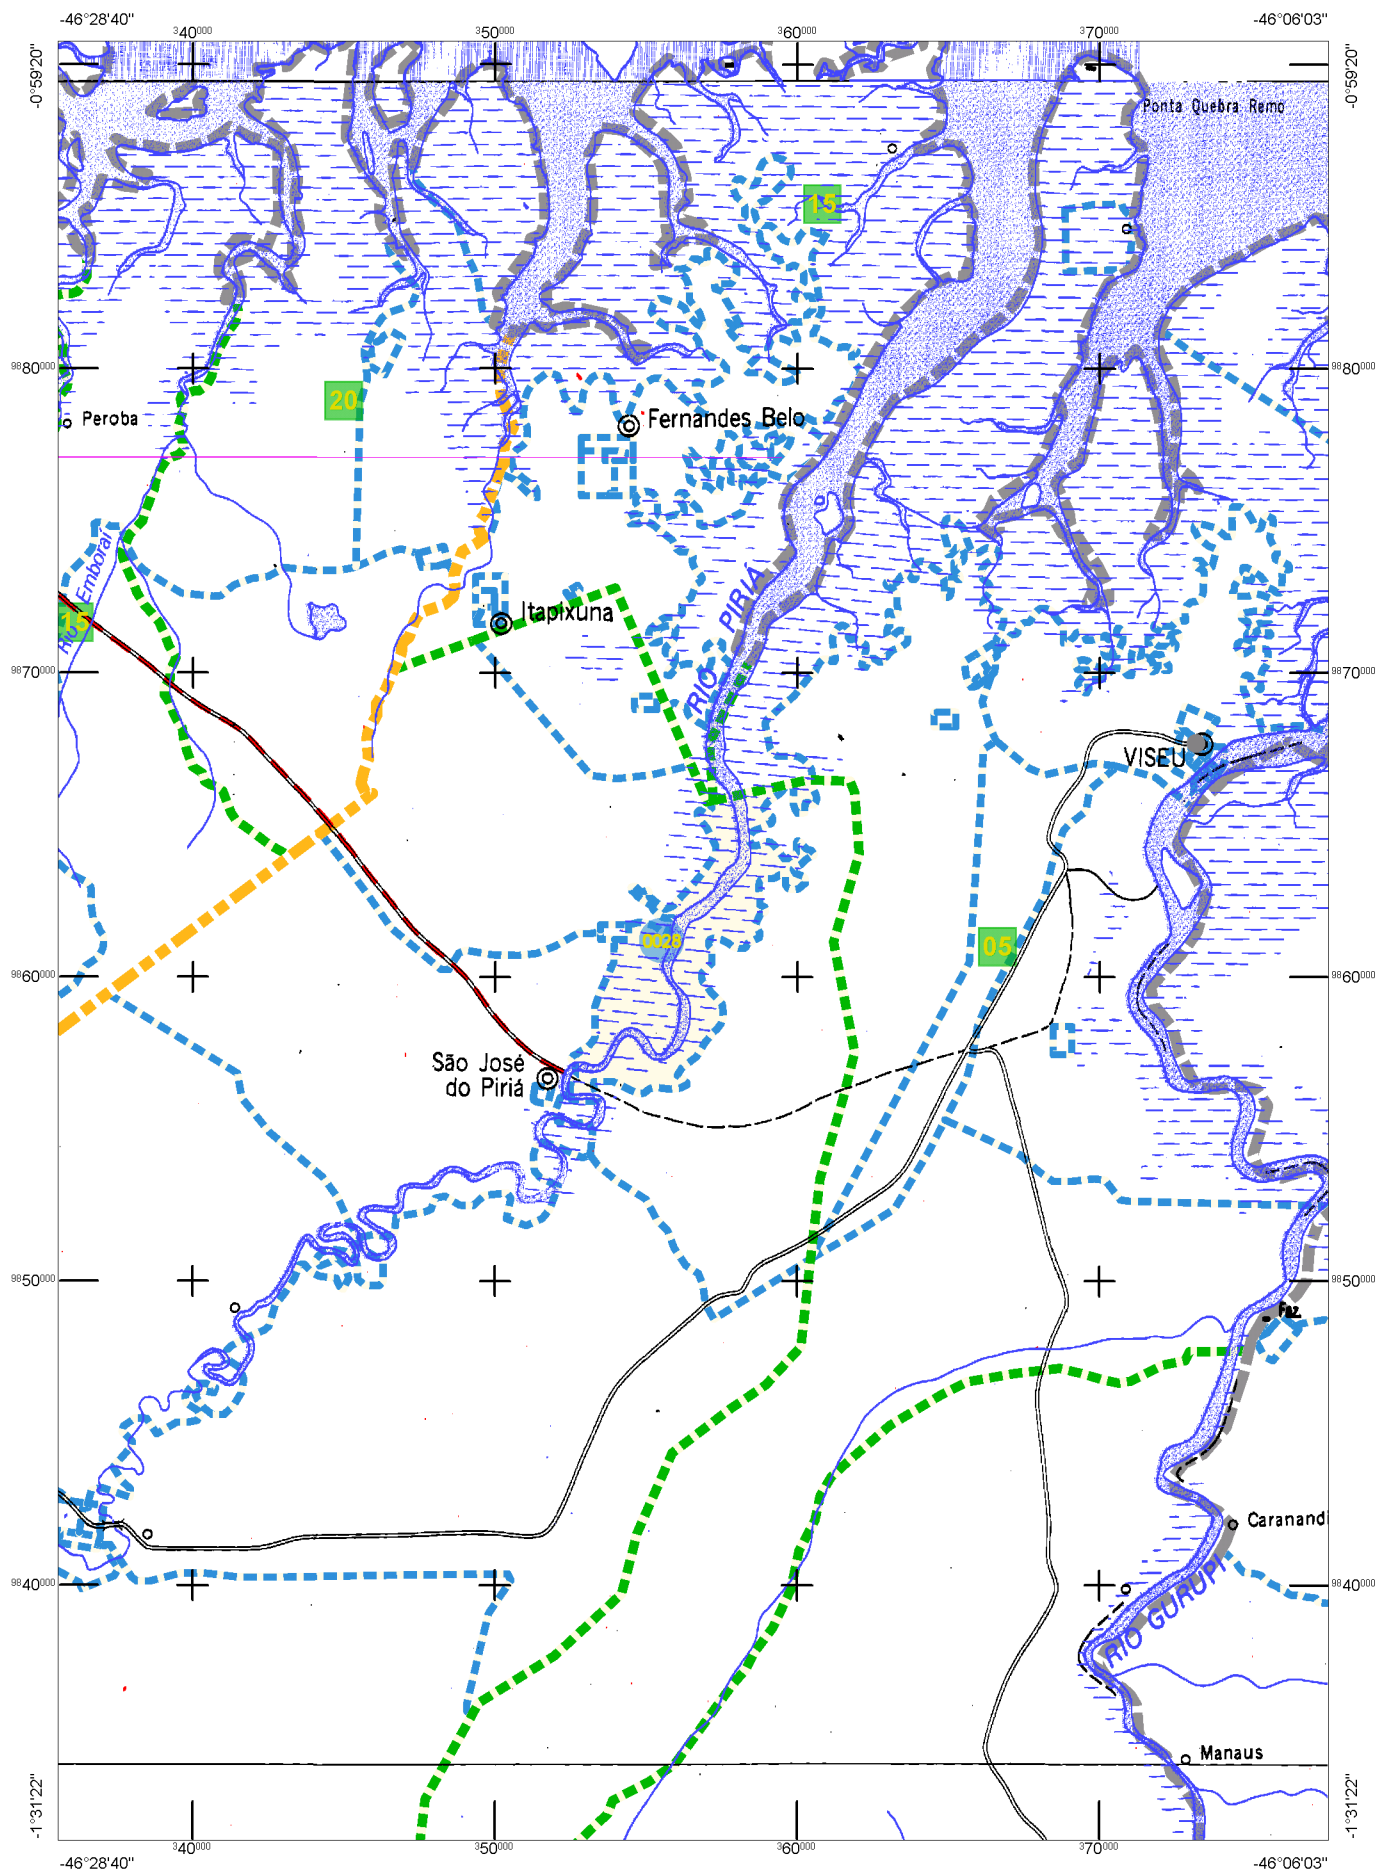 -46°28'40" -46°06'03"
340000 350000 360000 370000
-0°59'20" -0°59'20"
Ponta Quebra Remo
15
9880000 9880000
20
Peroba
Fernandes Belo
Rio Emboraí
RIO PIRIÁ
15
Itapixuna
9870000 9870000
VISEU
0028
05
9860000 9860000
São José
do Piriá
9850000 9850000
Faz.
Caranandi
9840000 9840000
RIO GURUPI
Manaus
-1°31'22" -1°31'22"
340000 350000 360000 370000
-46°28'40" -46°06'03"